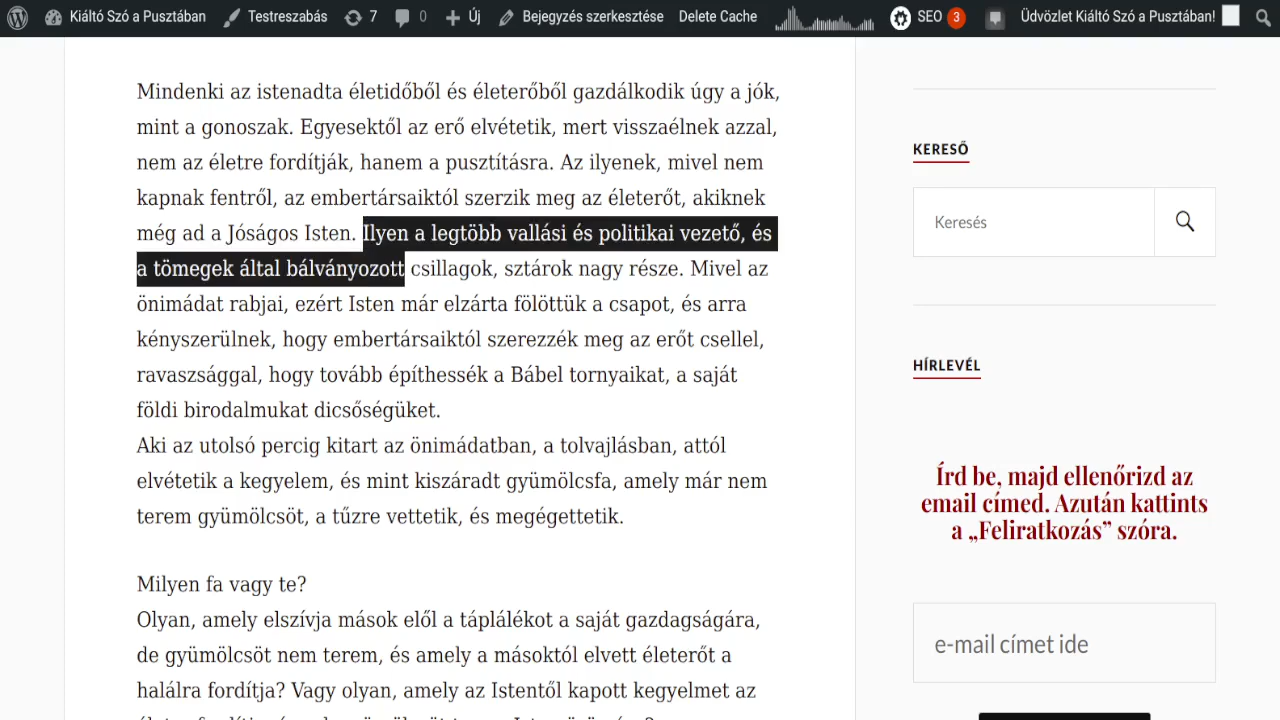 Kiáltó Szó a Pusztában Testreszabás 7 0 Új Bejegyzés szerkesztése Delete Cache SEO 3 Üdvözlet Kiáltó Szó a Pusztában!
Mindenki az istenadta életidőből és életerőből gazdálkodik úgy a jók,
mint a gonoszak. Egyesektől az erő elvétetik, mert visszaélnek azzal,
nem az életre fordítják, hanem a pusztításra. Az ilyenek, mivel nem
kapnak fentről, az embertársaiktól szerzik meg az életerőt, akiknek
még ad a Jóságos Isten. Ilyen a legtöbb vallási és politikai vezető, és
a tömegek által bálványozott csillagok, sztárok nagy része. Mivel az
önimádat rabjai, ezért Isten már elzárta fölöttük a csapot, és arra
kényszerülnek, hogy embertársaiktól szerezzék meg az erőt csellel,
ravaszsággal, hogy tovább építhessék a Bábel tornyaikat, a saját
földi birodalmukat dicsőségüket.
Aki az utolsó percig kitart az önimádatban, a tolvajlásban, attól
elvétetik a kegyelem, és mint kiszáradt gyümölcsfa, amely már nem
terem gyümölcsöt, a tűzre vettetik, és megégettetik.
Milyen fa vagy te?
Olyan, amely elszívja mások elől a táplálékot a saját gazdagságára,
de gyümölcsöt nem terem, és amely a másoktól elvett életerőt a
halálra fordítja? Vagy olyan, amely az Istentől kapott kegyelmet az
KERESŐ
Keresés
HÍRLEVÉL
Írd be, majd ellenőrizd az
email címed. Azután kattints
a „Feliratkozás” szóra.
e-mail címet ide